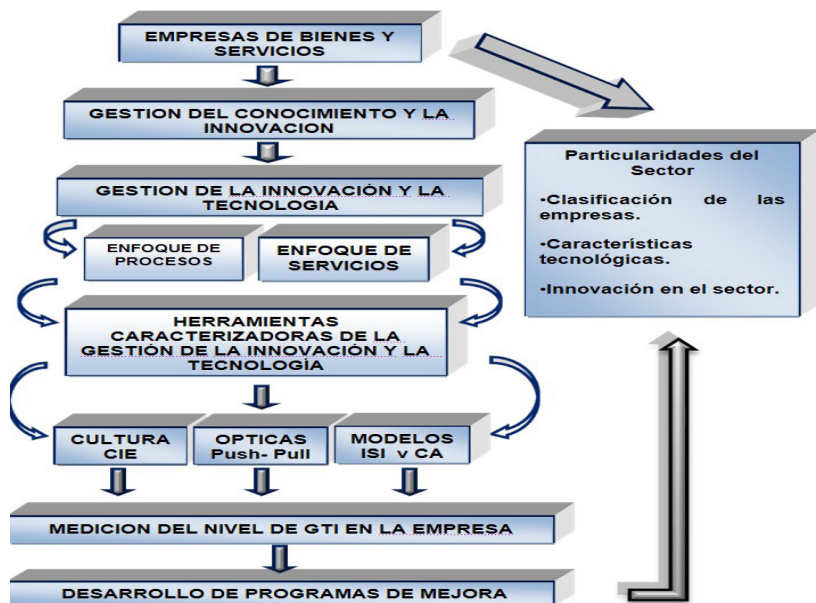 EMPRESAS DE BIENES Y
SERVICIOS
GESTION DEL CONOCIMIENTO Y LA
INNOVACION
GESTION DE LA INNOVACIÓN Y LA
TECNOLOGIA
ENFOQUE DE
PROCESOS
ENFOQUE DE
SERVICIOS
HERRAMIENTAS
CARACTERIZADORAS DE LA
GESTIÓN DE LA INNOVACIÓN Y LA
TECNOLOGÍA
CULTURA
CIE
OPTICAS
Push- Pull
MODELOS
ISI y CA
MEDICION DEL NIVEL DE GTI EN LA EMPRESA
DESARROLLO DE PROGRAMAS DE MEJORA
Particularidades del
Sector
•Clasificación de las
empresas.
•Características
tecnológicas.
•Innovación en el sector.